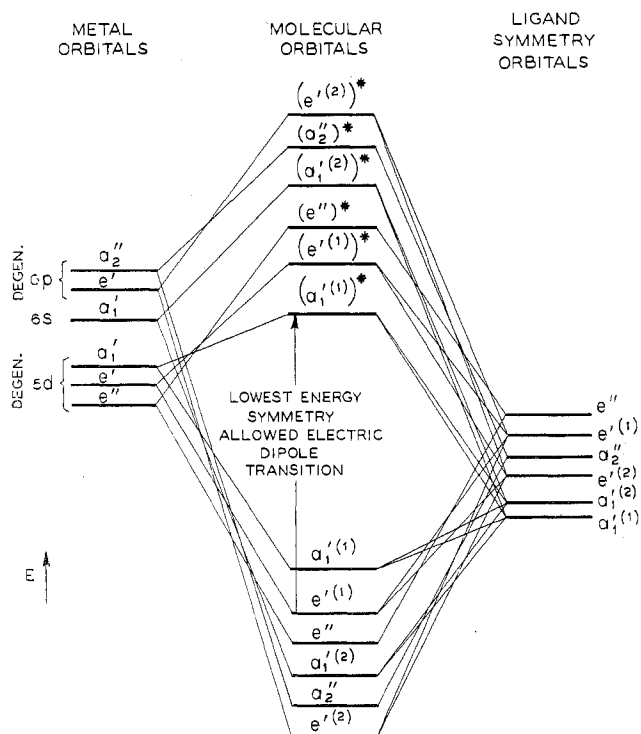 METAL
ORBITALS
MOLECULAR
ORBITALS
LIGAND
SYMMETRY
ORBITALS
(e′(2))*
(a₂″)*
(a₁′(2))*
(e″)*
(e′(1))*
(a₁′(1))*
DEGEN.
6p
a₂″
e′
6s
a₁′
DEGEN.
5d
a₁′
e′
e″
LOWEST ENERGY
SYMMETRY
ALLOWED ELECTRIC
DIPOLE
TRANSITION
e″
e′(1)
a₂″
e′(2)
a₁′(2)
a₁′(1)
E
a₁′(1)
e′(1)
e″
a₁′(2)
a₂″
e′(2)